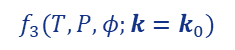 f₃(T, P, ϕ; k = k₀)